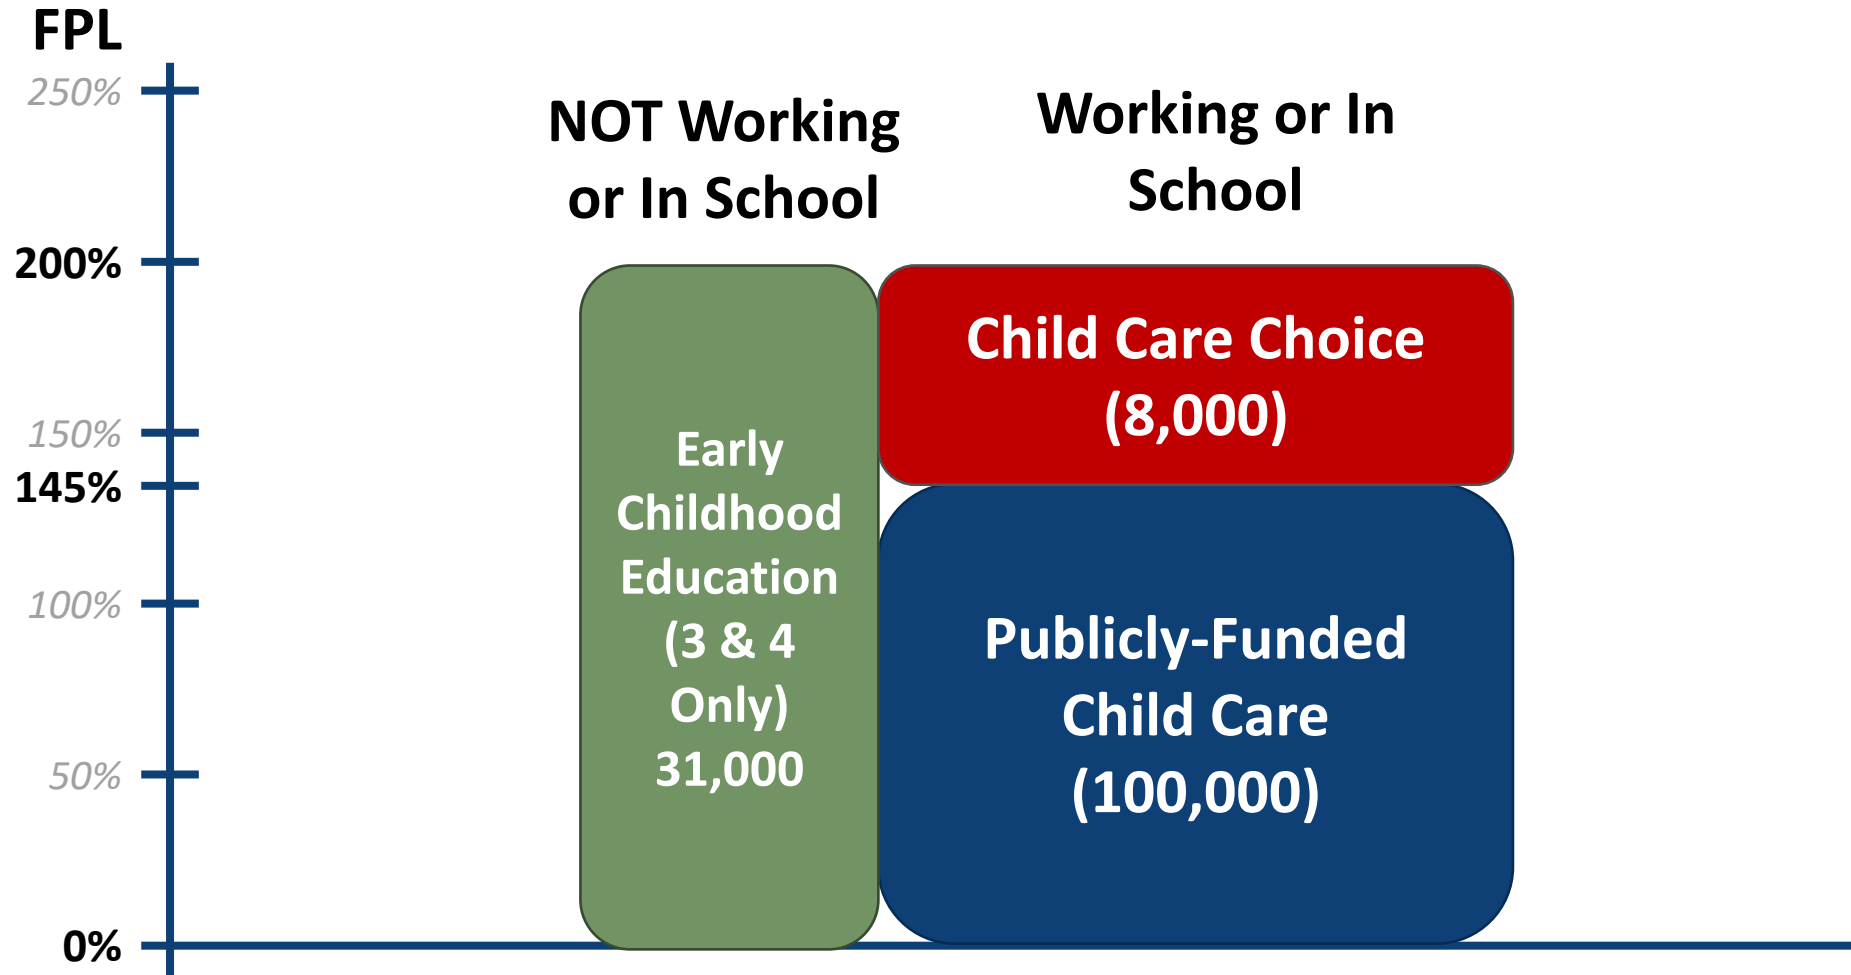 FPL
250%
200%
150%
145%
100%
50%
0%
NOT Working
or In School
Working or In
School
Early
Childhood
Education
(3 & 4
Only)
31,000
Child Care Choice
(8,000)
Publicly-Funded
Child Care
(100,000)